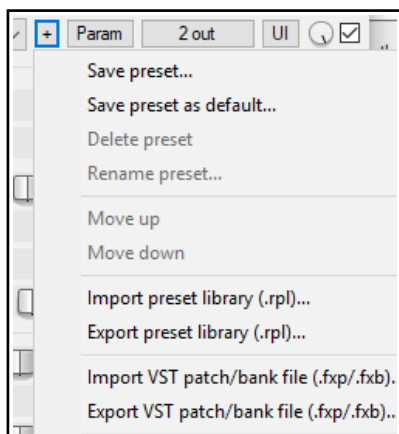 + Param 2 out UI
Save preset...
Save preset as default...
Delete preset
Rename preset...
Move up
Move down
Import preset library (.rpl)...
Export preset library (.rpl)...
Import VST patch/bank file (.fxp/.fxb)..
Export VST patch/bank file (.fxp/.fxb)..